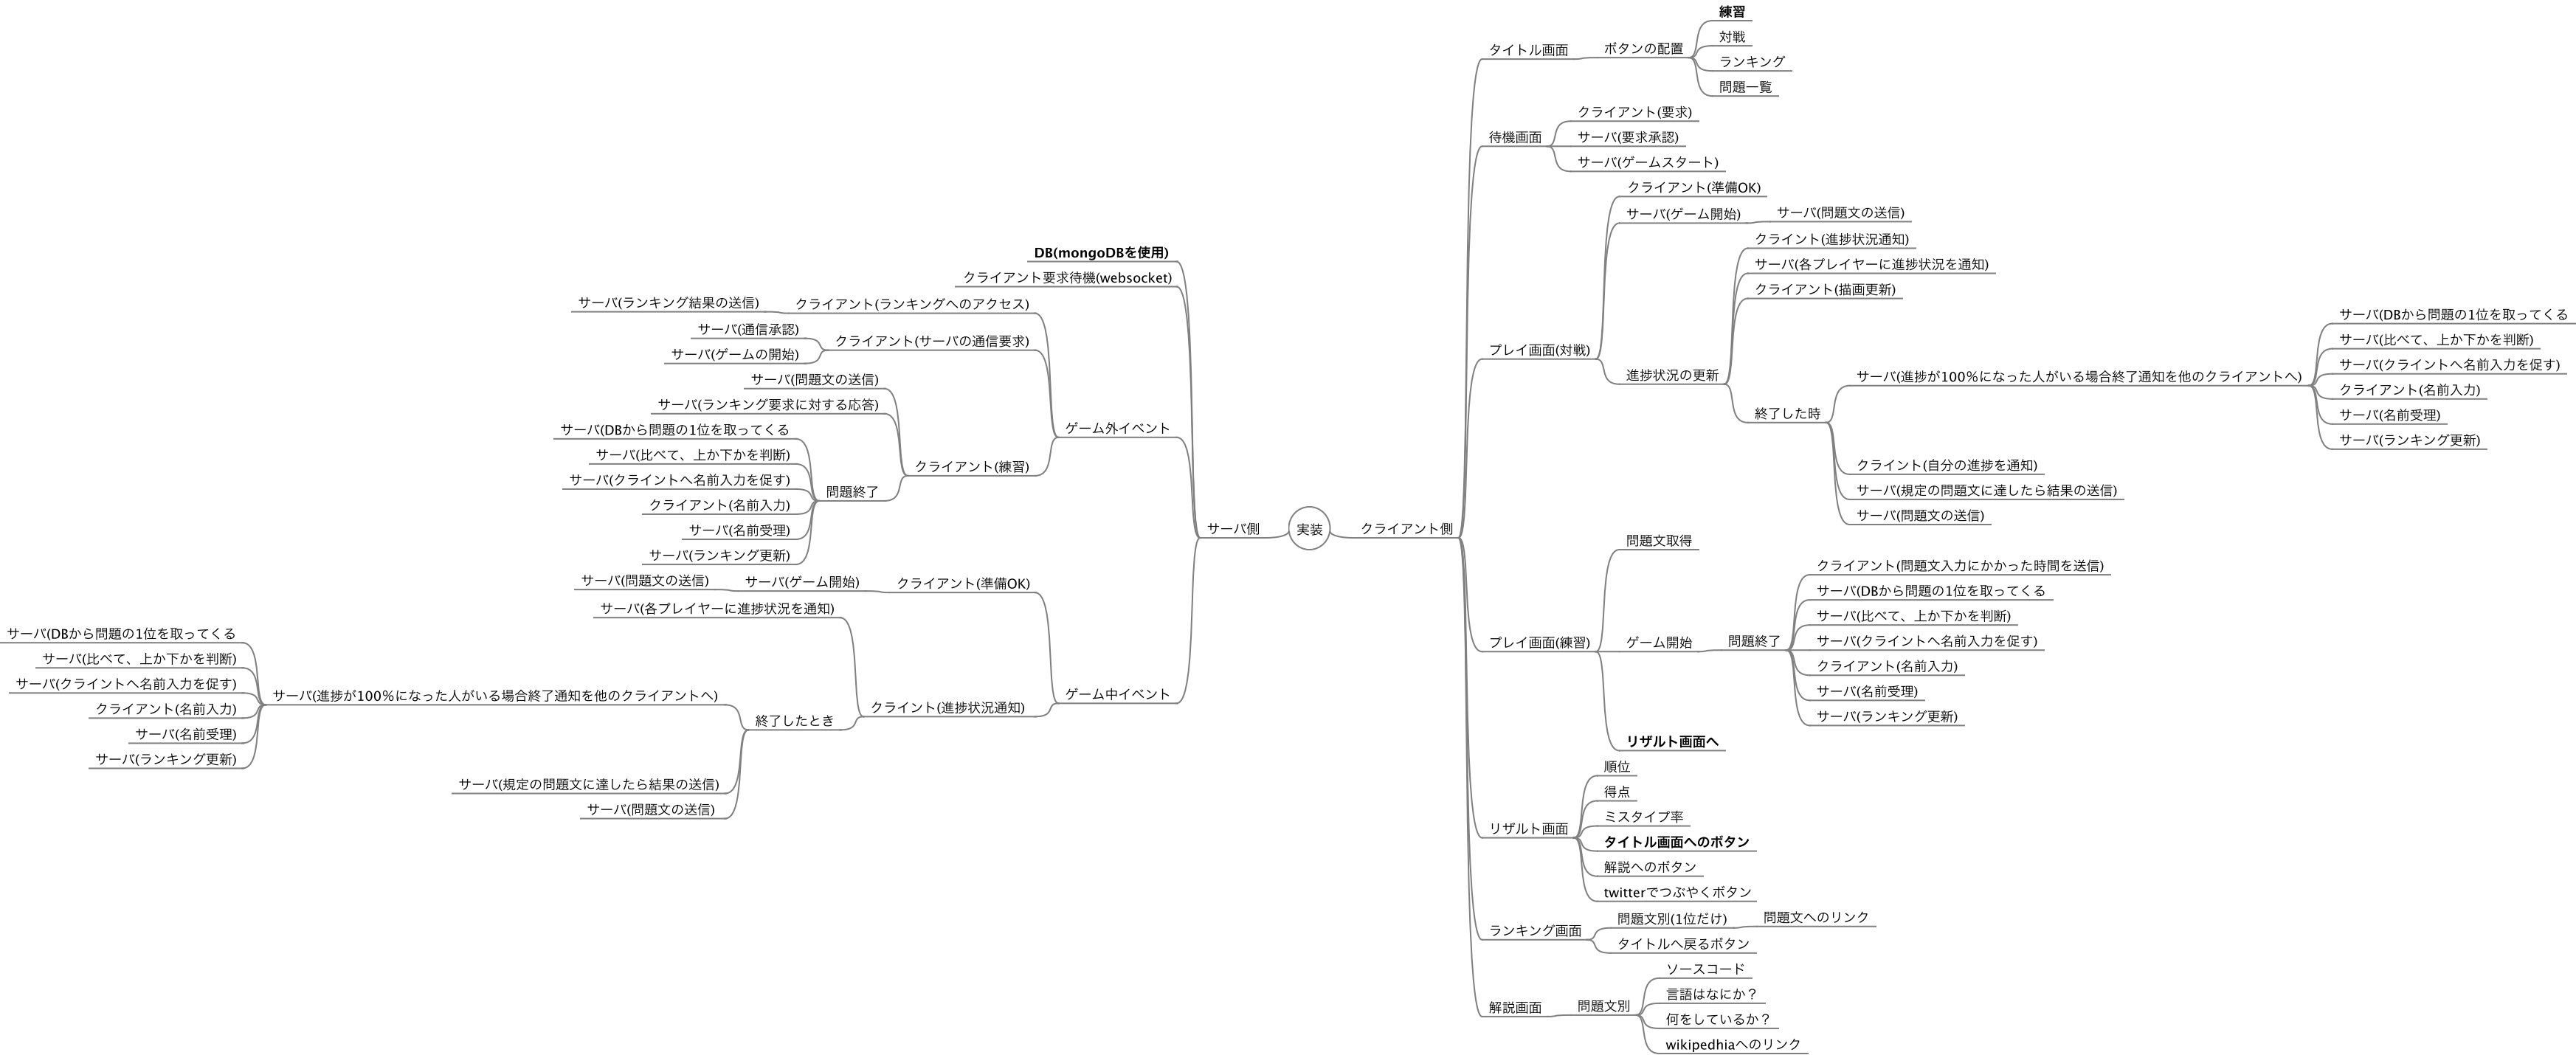 実装
クライアント側
タイトル画面
ボタンの配置
練習
対戦
ランキング
問題一覧
待機画面
クライアント(要求)
サーバ(要求承認)
サーバ(ゲームスタート)
プレイ画面(対戦)
クライアント(準備OK)
サーバ(ゲーム開始)
サーバ(問題文の送信)
進捗状況の更新
クライント(進捗状況通知)
サーバ(各プレイヤーに進捗状況を通知)
クライアント(描画更新)
終了した時
サーバ(進捗が100％になった人がいる場合終了通知を他のクライアントへ)
サーバ(DBから問題の1位を取ってくる
サーバ(比べて、上か下かを判断)
サーバ(クライントへ名前入力を促す)
クライアント(名前入力)
サーバ(名前受理)
サーバ(ランキング更新)
クライント(自分の進捗を通知)
サーバ(規定の問題文に達したら結果の送信)
サーバ(問題文の送信)
プレイ画面(練習)
問題文取得
ゲーム開始
問題終了
クライアント(問題文入力にかかった時間を送信)
サーバ(DBから問題の1位を取ってくる
サーバ(比べて、上か下かを判断)
サーバ(クライントへ名前入力を促す)
クライアント(名前入力)
サーバ(名前受理)
サーバ(ランキング更新)
リザルト画面へ
リザルト画面
順位
得点
ミスタイプ率
タイトル画面へのボタン
解説へのボタン
twitterでつぶやくボタン
ランキング画面
問題文別(1位だけ)
問題文へのリンク
タイトルへ戻るボタン
解説画面
問題文別
ソースコード
言語はなにか？
何をしているか？
wikipedhiaへのリンク
サーバ側
DB(mongoDBを使用)
クライアント要求待機(websocket)
ゲーム外イベント
クライアント(ランキングへのアクセス)
サーバ(ランキング結果の送信)
クライアント(サーバの通信要求)
サーバ(通信承認)
サーバ(ゲームの開始)
クライアント(練習)
サーバ(問題文の送信)
サーバ(ランキング要求に対する応答)
問題終了
サーバ(DBから問題の1位を取ってくる
サーバ(比べて、上か下かを判断)
サーバ(クライントへ名前入力を促す)
クライアント(名前入力)
サーバ(名前受理)
サーバ(ランキング更新)
ゲーム中イベント
クライアント(準備OK)
サーバ(ゲーム開始)
サーバ(問題文の送信)
クライント(進捗状況通知)
サーバ(各プレイヤーに進捗状況を通知)
終了したとき
サーバ(進捗が100％になった人がいる場合終了通知を他のクライアントへ)
サーバ(DBから問題の1位を取ってくる
サーバ(比べて、上か下かを判断)
サーバ(クライントへ名前入力を促す)
クライアント(名前入力)
サーバ(名前受理)
サーバ(ランキング更新)
サーバ(規定の問題文に達したら結果の送信)
サーバ(問題文の送信)